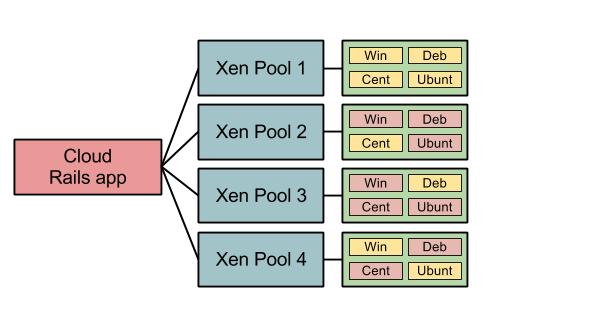 Cloud
Rails app
Xen Pool 1
Win Deb
Cent Ubunt
Xen Pool 2
Win Deb
Cent Ubunt
Xen Pool 3
Win Deb
Cent Ubunt
Xen Pool 4
Win Deb
Cent Ubunt